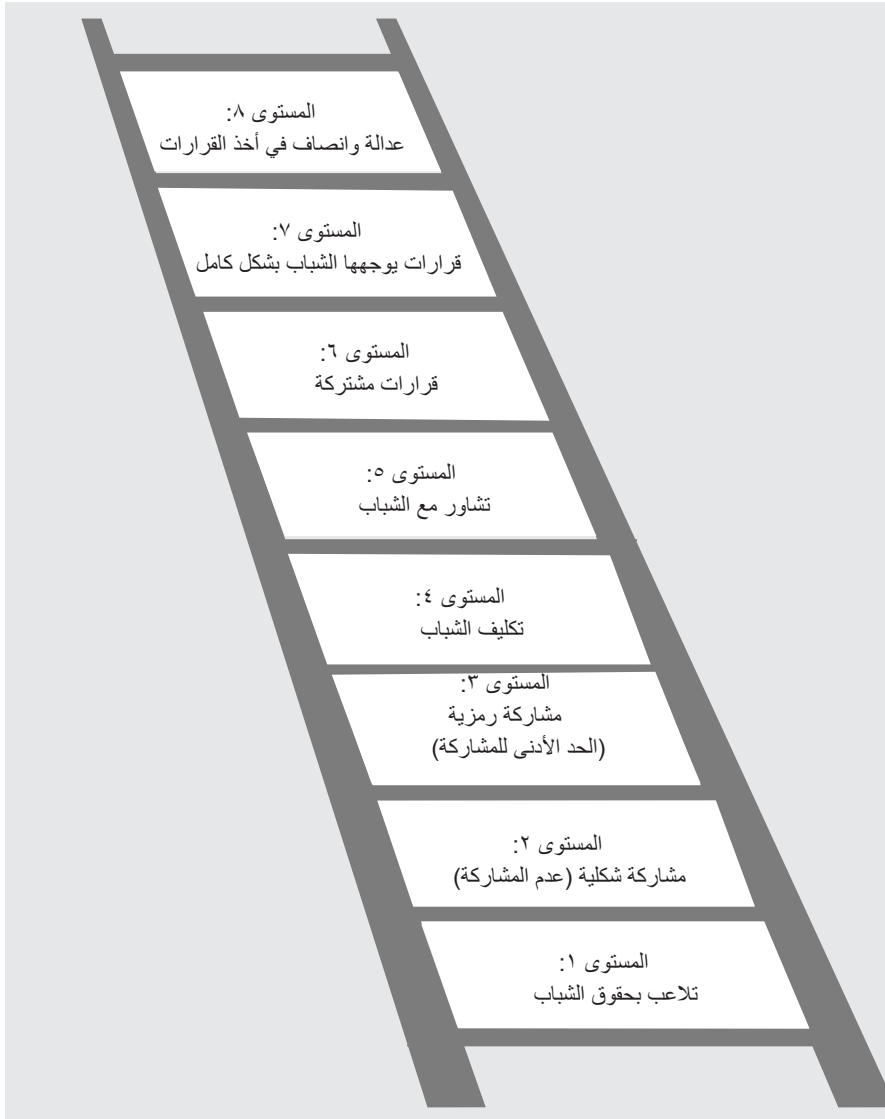 المستوى ٨:
عدالة وانصاف في أخذ القرارات
المستوى ٧:
قرارات يوجهها الشباب بشكل كامل
المستوى ٦:
قرارات مشتركة
المستوى ٥:
تشاور مع الشباب
المستوى ٤:
تكليف الشباب
المستوى ٣:
مشاركة رمزية
(الحد الأدنى للمشاركة)
المستوى ٢:
مشاركة شكلية (عدم المشاركة)
المستوى ١:
تلاعب بحقوق الشباب